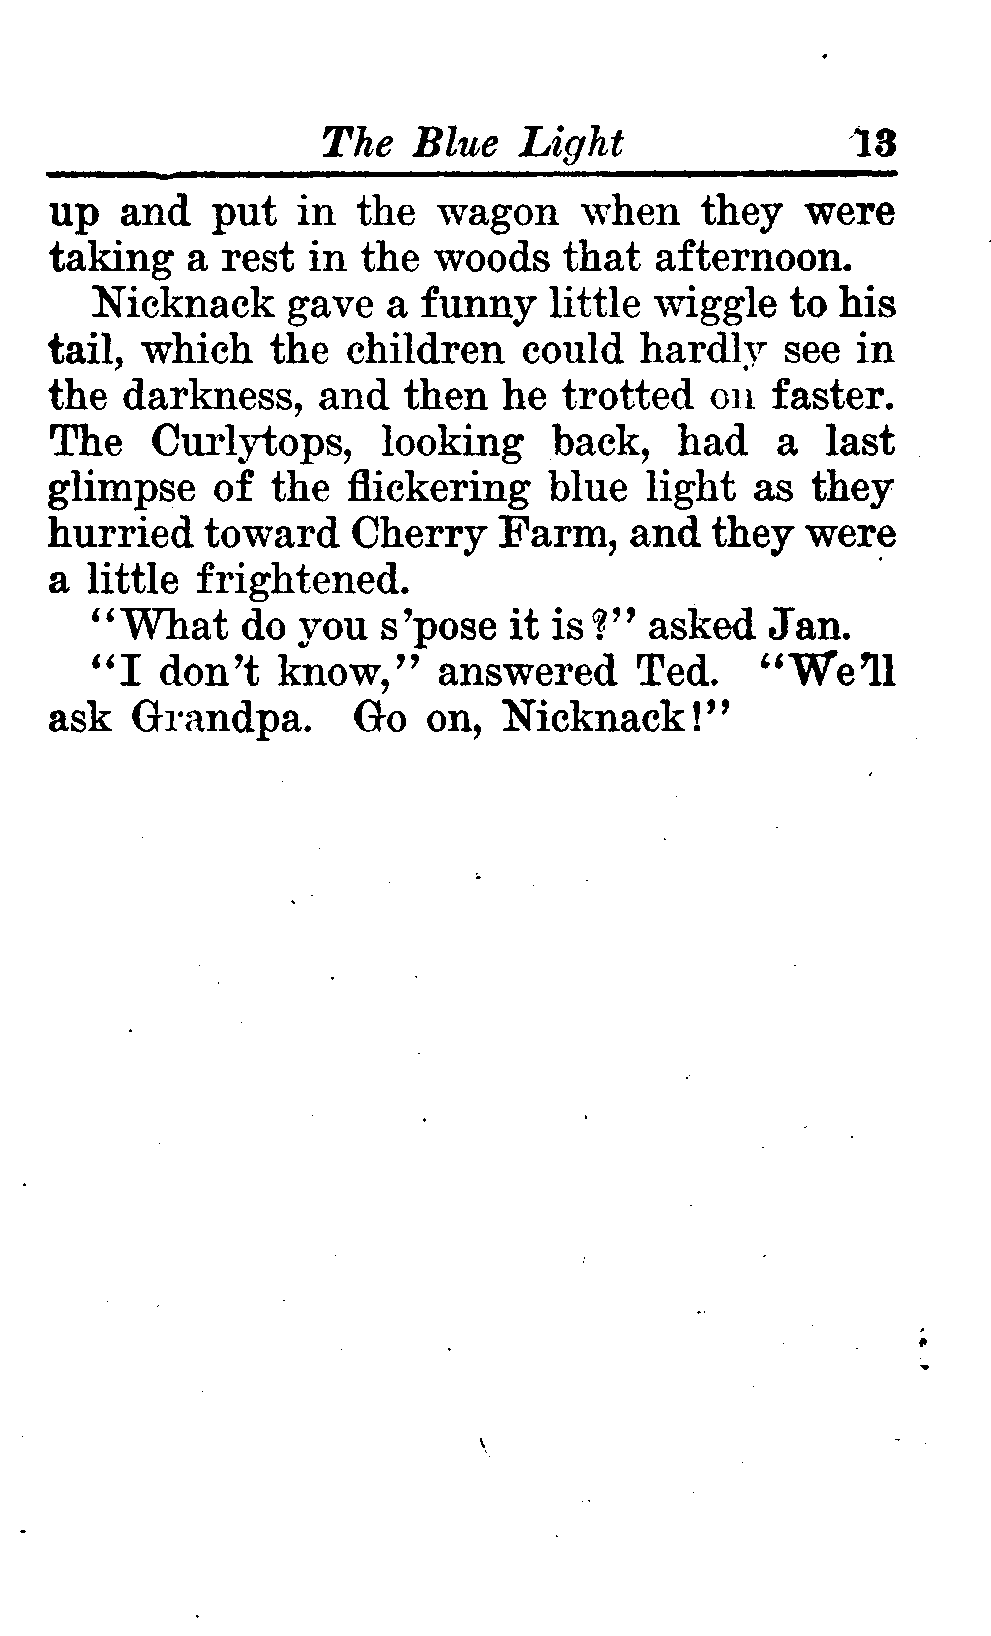 The Blue Light 13
up and put in the wagon when they were
taking a rest in the woods that afternoon.
Nicknack gave a funny little wiggle to his
tail, which the children could hardly see in
the darkness, and then he trotted on faster.
The Curlytops, looking back, had a last
glimpse of the flickering blue light as they
hurried toward Cherry Farm, and they were
a little frightened.
"What do you s'pose it is?" asked Jan.
"I don't know," answered Ted. "We'll
ask Grandpa. Go on, Nicknack!"